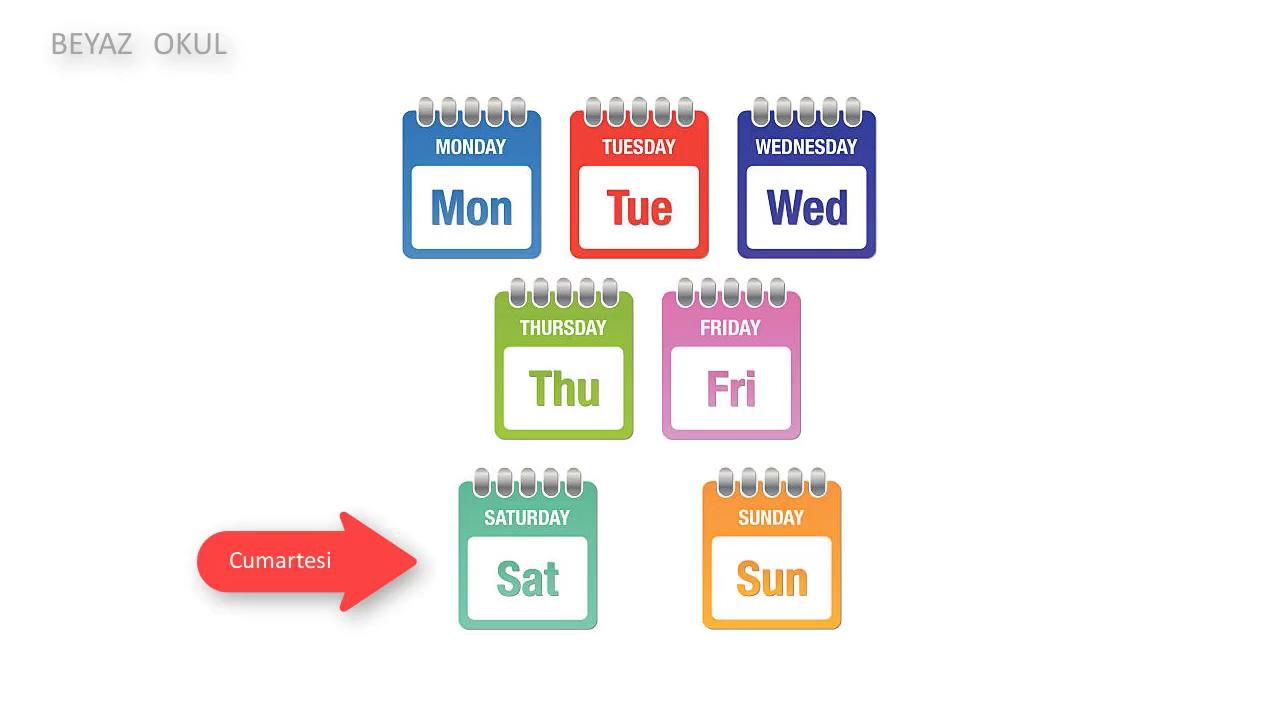 BEYAZ OKUL
MONDAY
Mon
TUESDAY
Tue
WEDNESDAY
Wed
THURSDAY
Thu
FRIDAY
Fri
Cumartesi
SATURDAY
Sat
SUNDAY
Sun